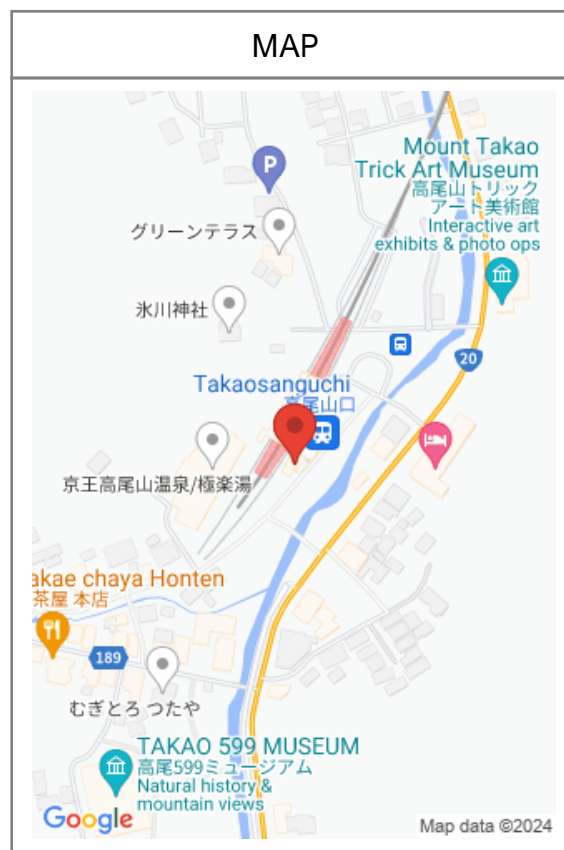 MAP
Mount Takao
Trick Art Museum
高尾山トリック
アート美術館
Interactive art
exhibits & photo ops
P
グリーンテラス
氷川神社
20
Takaosanguchi
高尾山口
京王高尾山温泉/極楽湯
akae chaya Honten
茶屋 本店
189
むぎとろ つたや
TAKAO 599 MUSEUM
高尾599ミュージアム
Natural history &
mountain views
Google
Map data ©2024